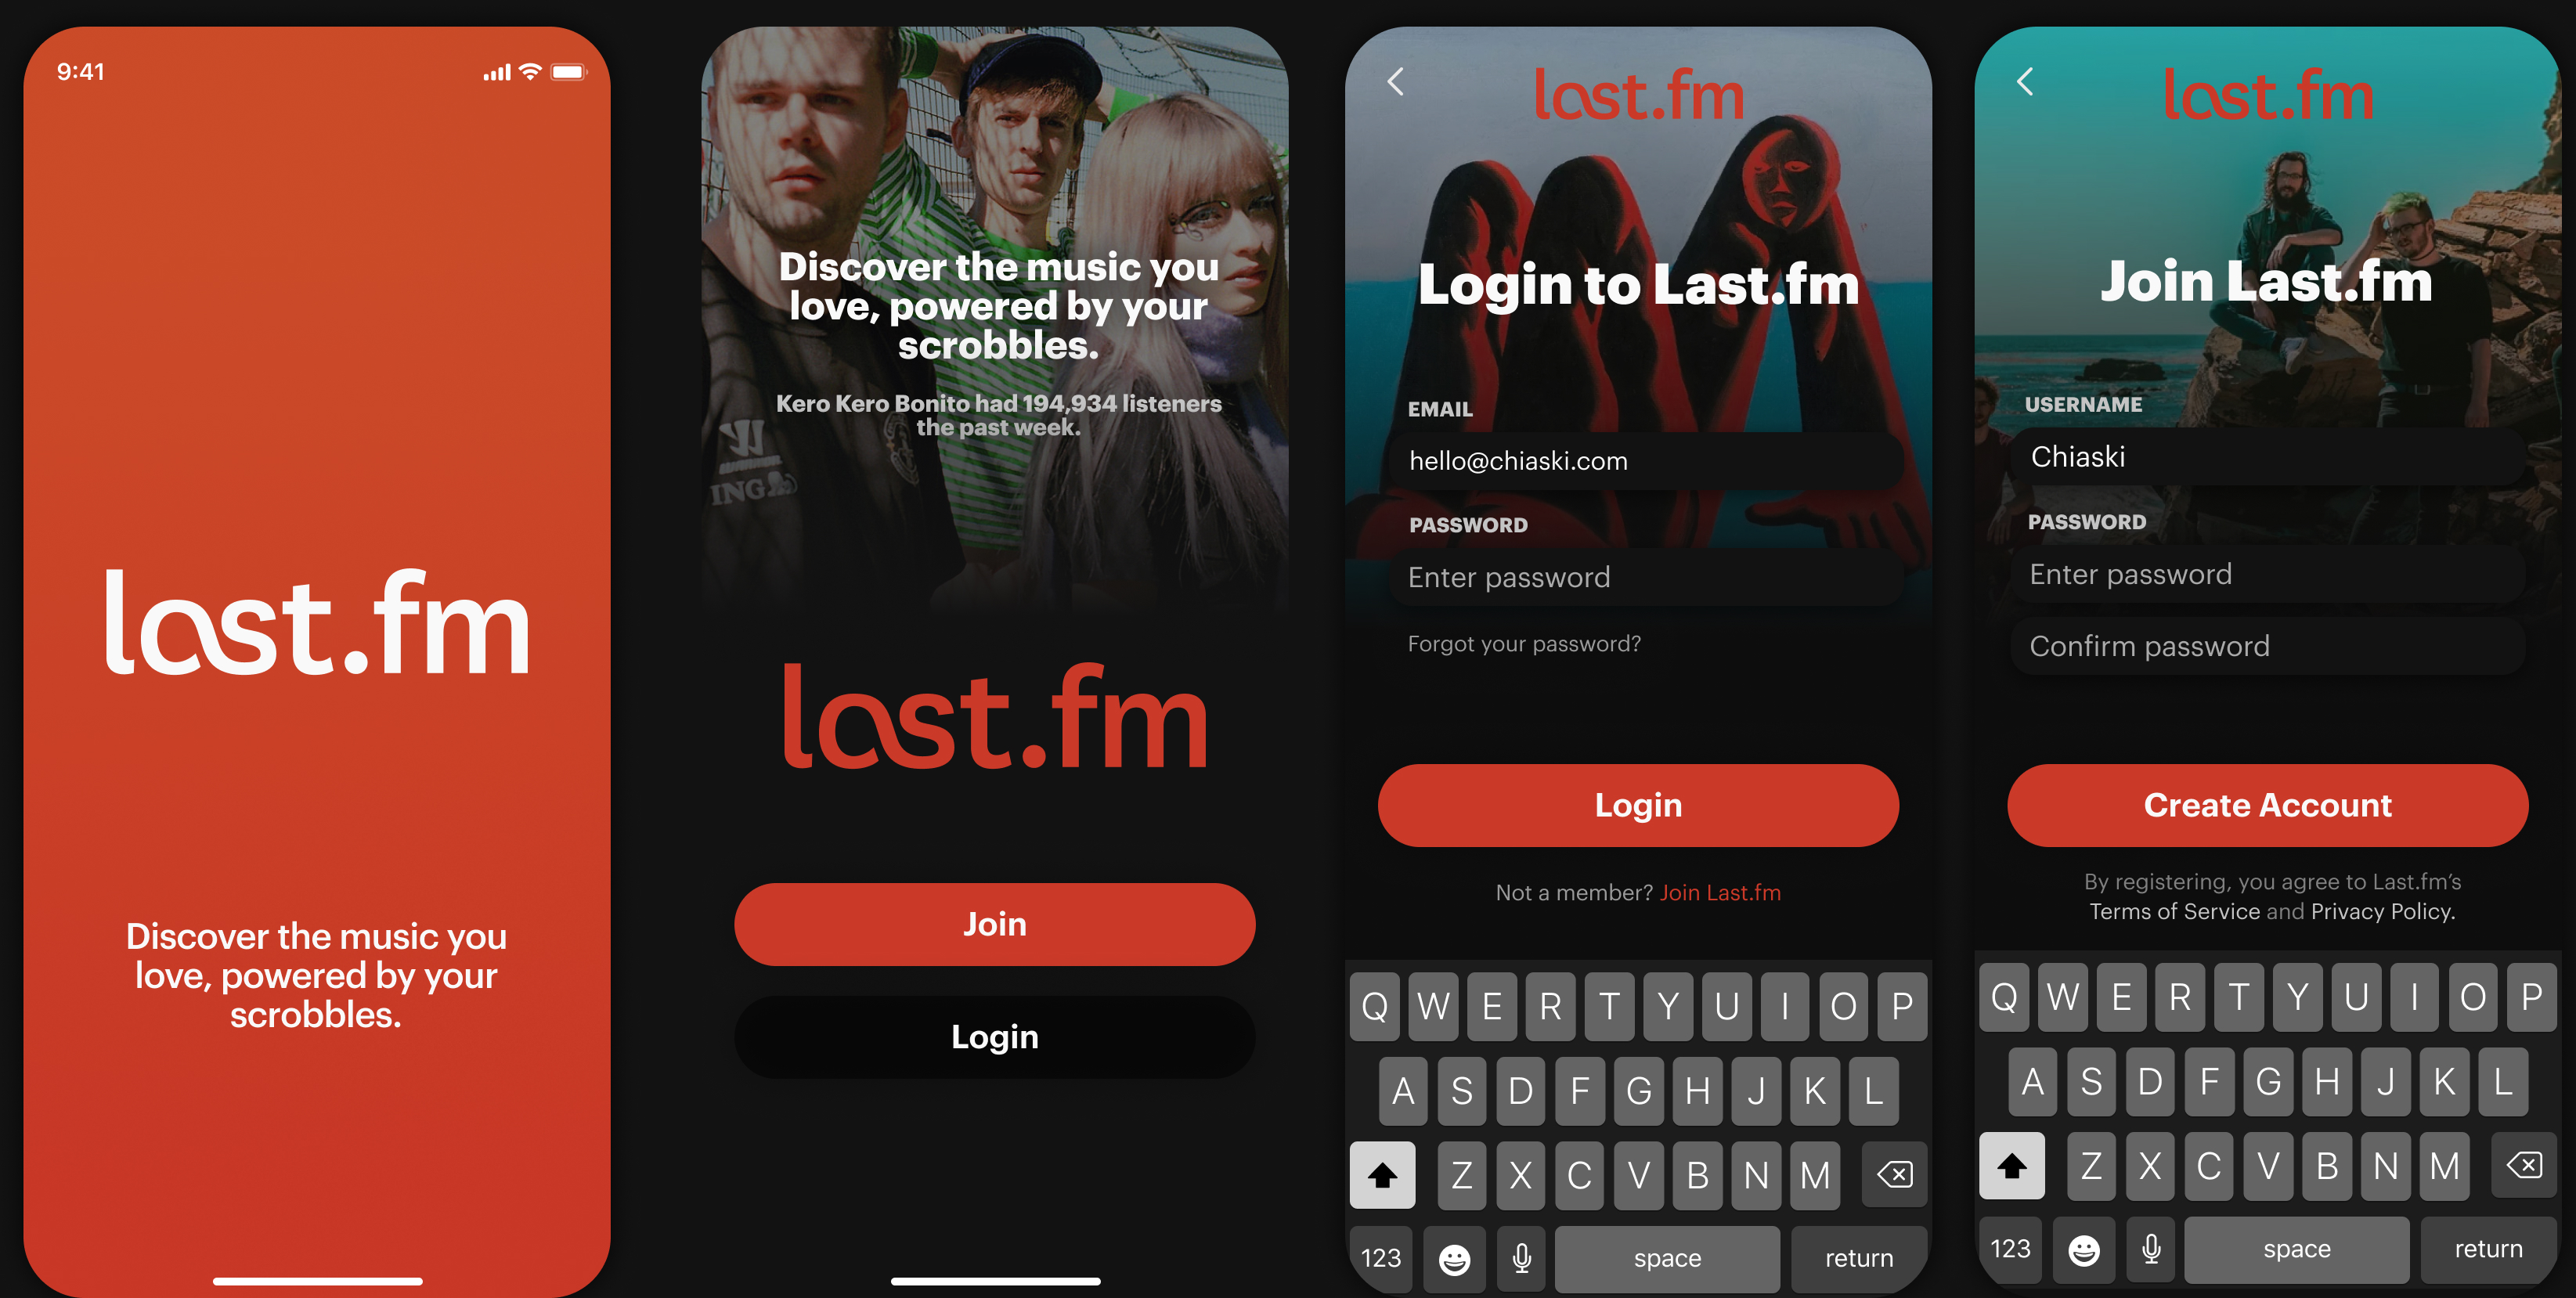 9:41
last.fm
Discover the music you
love, powered by your
scrobbles.
Discover the music you
love, powered by your
scrobbles.
Kero Kero Bonito had 194,934 listeners
the past week.
ING
last.fm
Join
Login
last.fm
Login to Last.fm
EMAIL
hello@chiaski.com
PASSWORD
Enter password
Forgot your password?
Login
Not a member? Join Last.fm
Q W E R T Y U I O P
A S D F G H J K L
Z X C V B N M
123 space return
last.fm
Join Last.fm
USERNAME
Chiaski
PASSWORD
Enter password
Confirm password
Create Account
By registering, you agree to Last.fm’s
Terms of Service and Privacy Policy.
Q W E R T Y U I O P
A S D F G H J K L
Z X C V B N M
123 space return